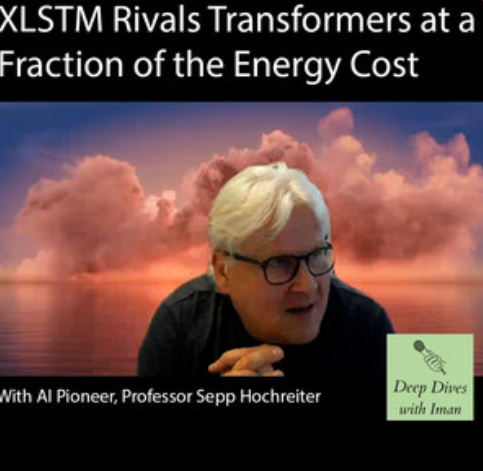 XLSTM Rivals Transformers at a
Fraction of the Energy Cost
With AI Pioneer, Professor Sepp Hochreiter
Deep Dives
with Iman